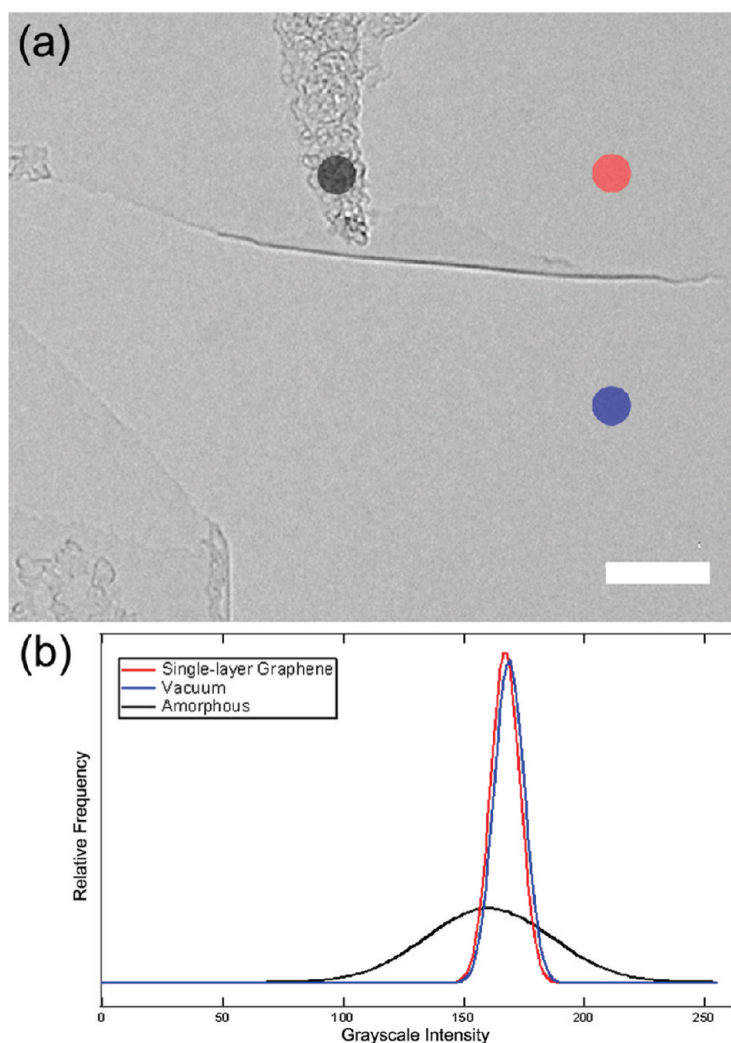 (a)
(b)
Single-layer Graphene
Vacuum
Amorphous
Relative Frequency
0 50 100 150 200 250
Grayscale Intensity